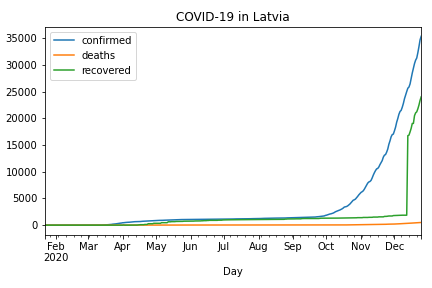 COVID-19 in Latvia
confirmed
deaths
recovered
35000
30000
25000
20000
15000
10000
5000
0
Feb Mar Apr May Jun Jul Aug Sep Oct Nov Dec
2020
Day